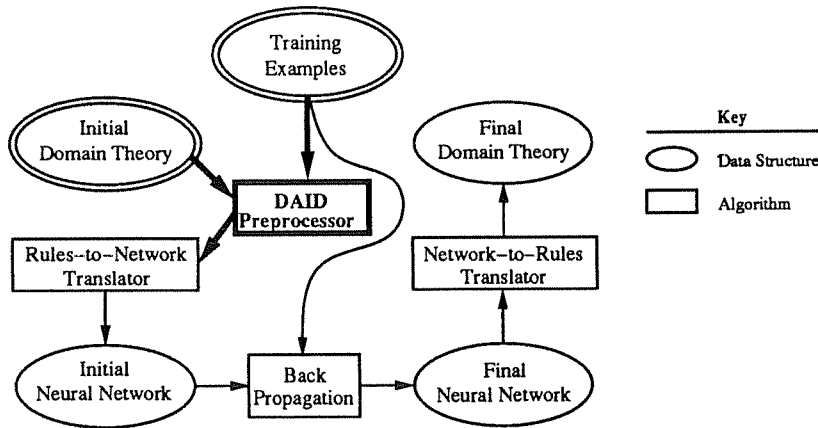 Training
Examples
Initial
Domain Theory
Final
Domain Theory
Key
Data Structure
Algorithm
DAID
Preprocessor
Rules--to--Network
Translator
Network-to-Rules
Translator
Initial
Neural Network
Back
Propagation
Final
Neural Network